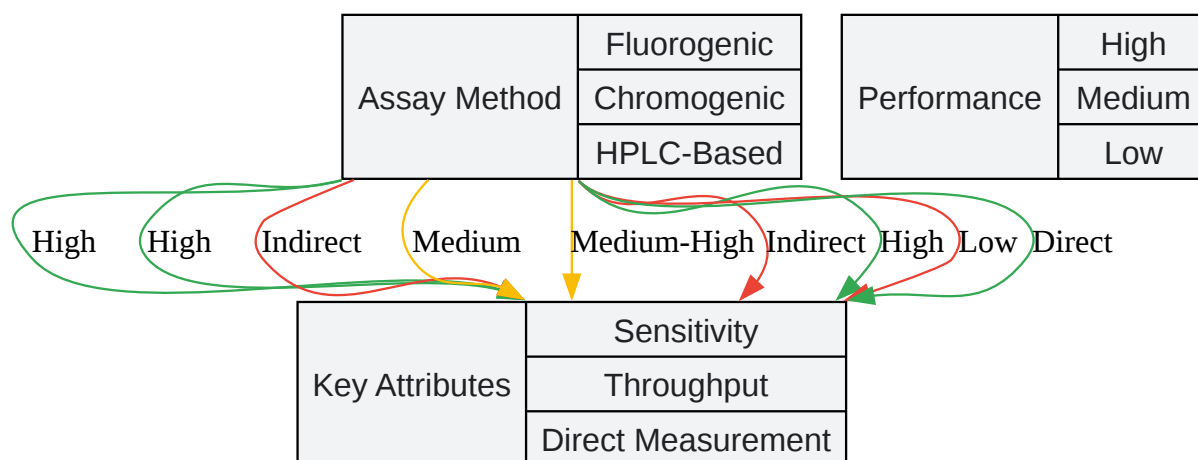 Assay Method
Fluorogenic
Chromogenic
HPLC-Based
Performance
High
Medium
Low
High
High
Indirect
Medium
Medium-High
Indirect
High
Low
Direct
Key Attributes
Sensitivity
Throughput
Direct Measurement